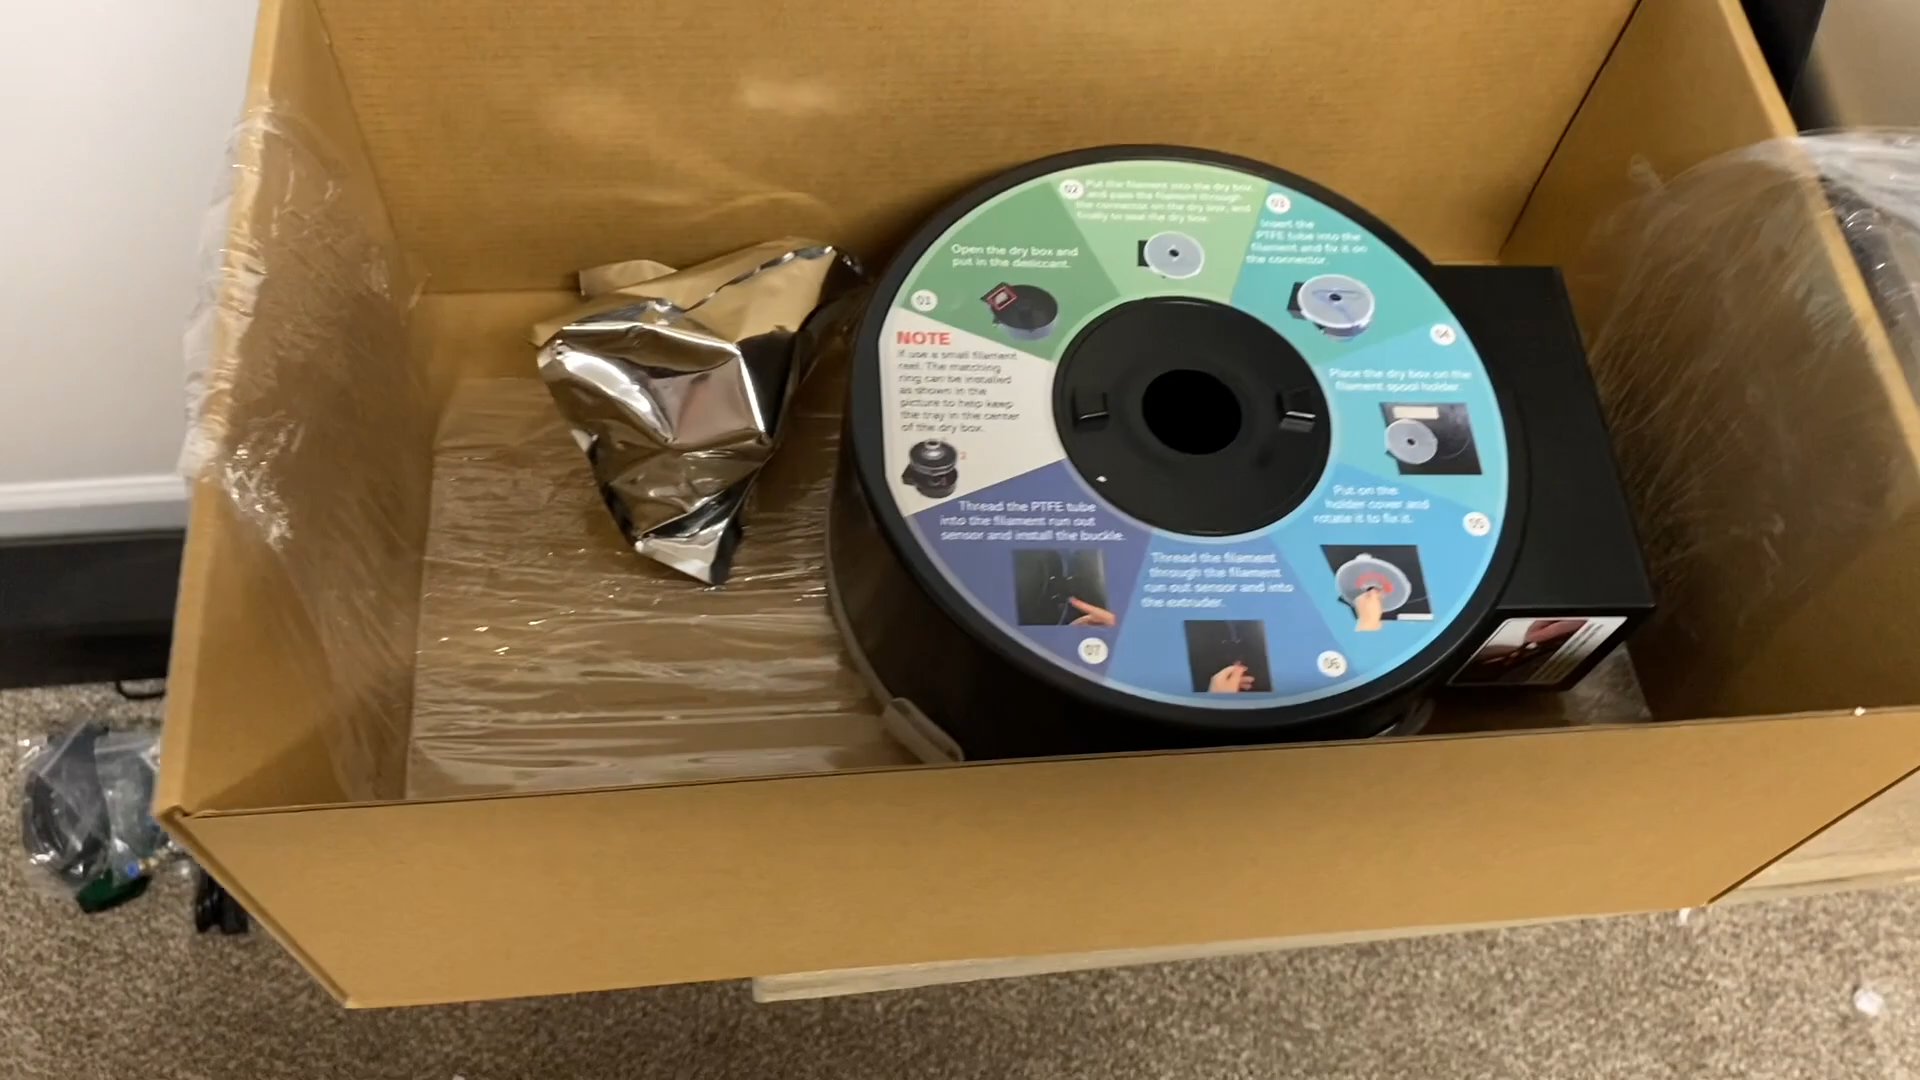 01
Open the dry box and
put in the desiccant.
02
Put the filament into the dry box
and pass the filament through
the connector on the dry box, and
finally to seal the dry box.
03
Insert the
PTFE tube into the
filament and fix it on
the connector.
04
Place the dry box on the
filament spool holder.
05
Put on the
holder cover and
rotate it to fix it.
06
Thread the filament
through the filament
run out sensor and into
the extruder.
07
Thread the PTFE tube
into the filament run out
sensor and install the buckle.
NOTE
If use a small filament
reel. The matching
ring can be installed
as shown in the
picture to help keep
the tray in the center
of the dry box.
2